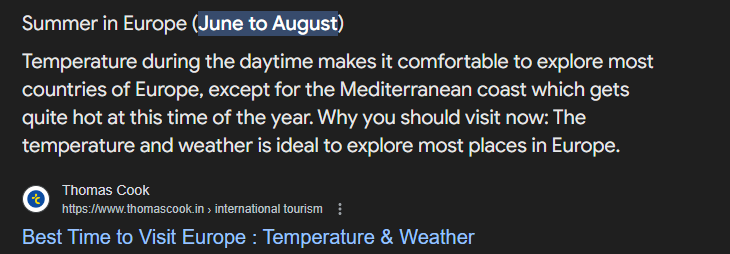 Summer in Europe (June to August)
Temperature during the daytime makes it comfortable to explore most
countries of Europe, except for the Mediterranean coast which gets
quite hot at this time of the year. Why you should visit now: The
temperature and weather is ideal to explore most places in Europe.
Thomas Cook
https://www.thomascook.in › international tourism
Best Time to Visit Europe : Temperature & Weather